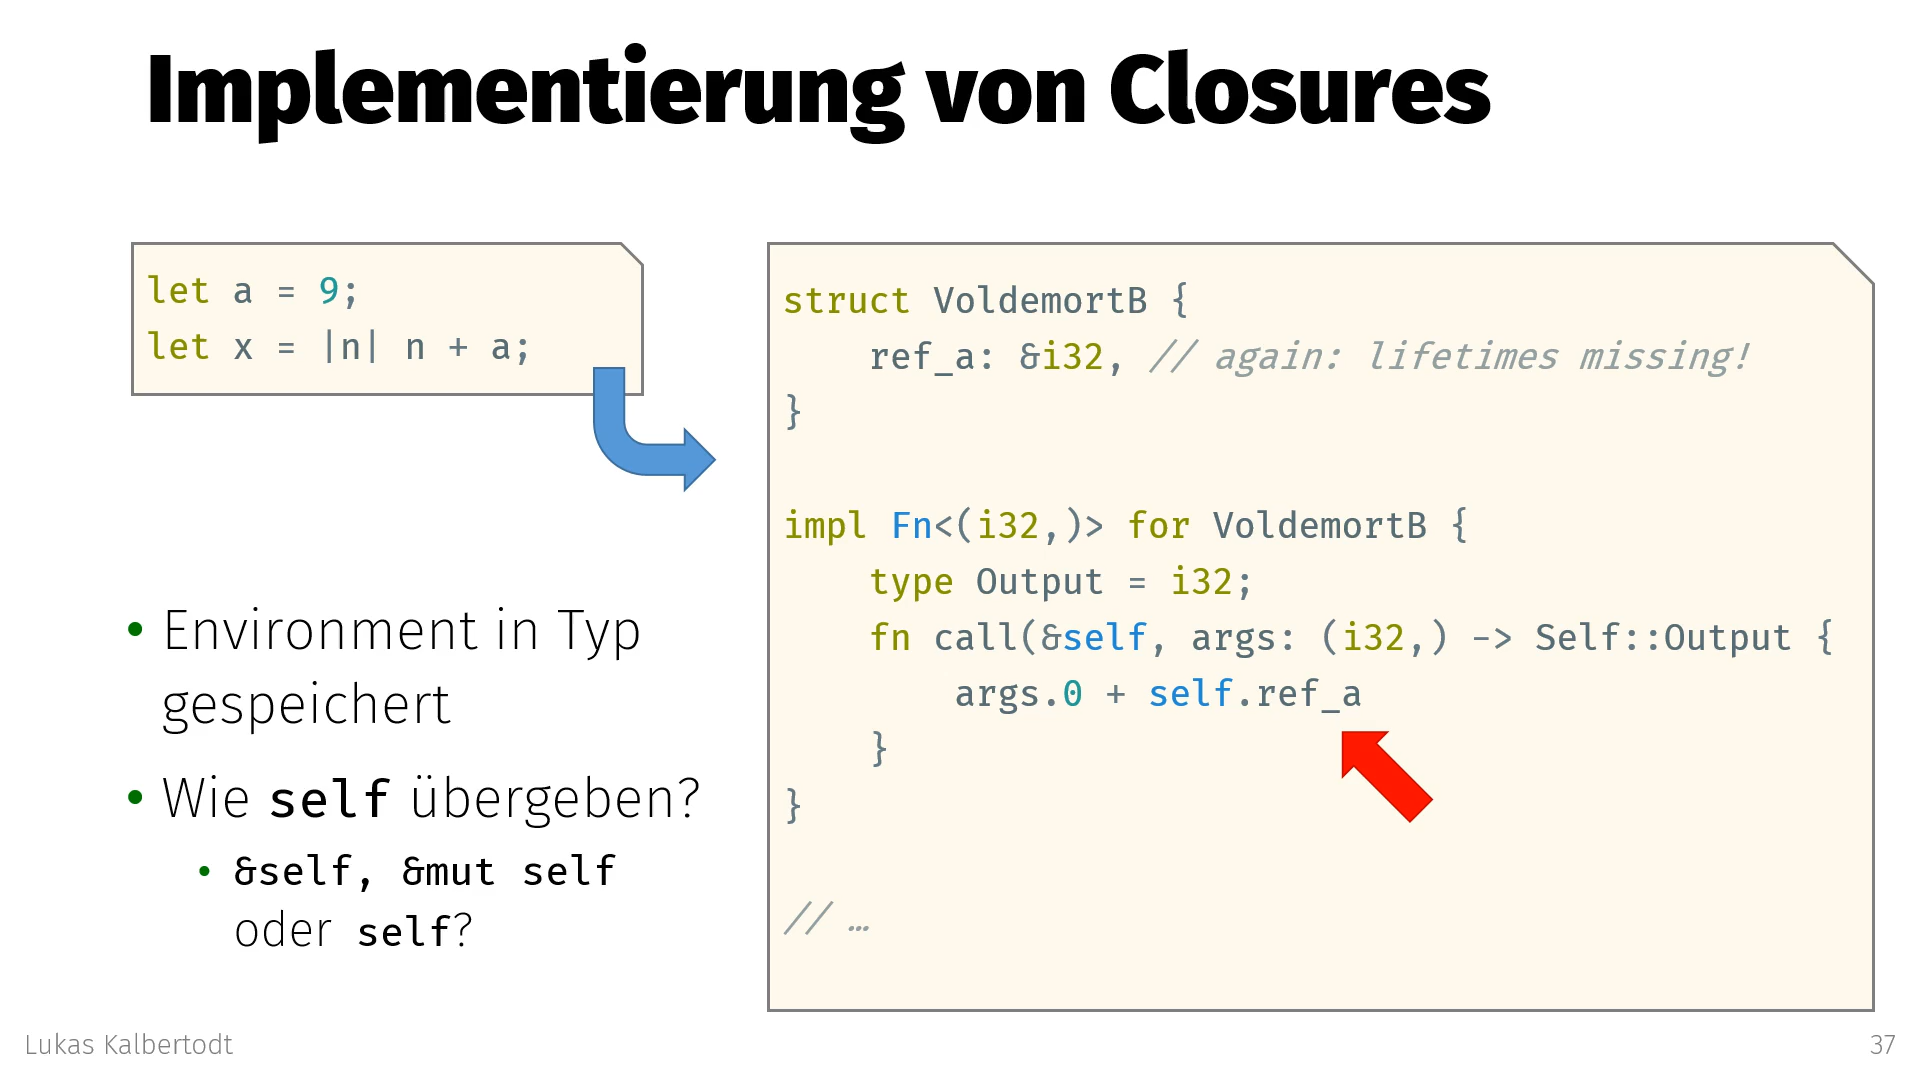 Implementierung von Closures
let a = 9;
let x = |n| n + a;
• Environment in Typ
gespeichert
• Wie self übergeben?
• &self, &mut self
oder self?
struct VoldemortB {
    ref_a: &i32, // again: lifetimes missing!
}
impl Fn<(i32,)> for VoldemortB {
    type Output = i32;
    fn call(&self, args: (i32,) -> Self::Output {
        args.0 + self.ref_a
    }
}
// …
Lukas Kalbertodt
37